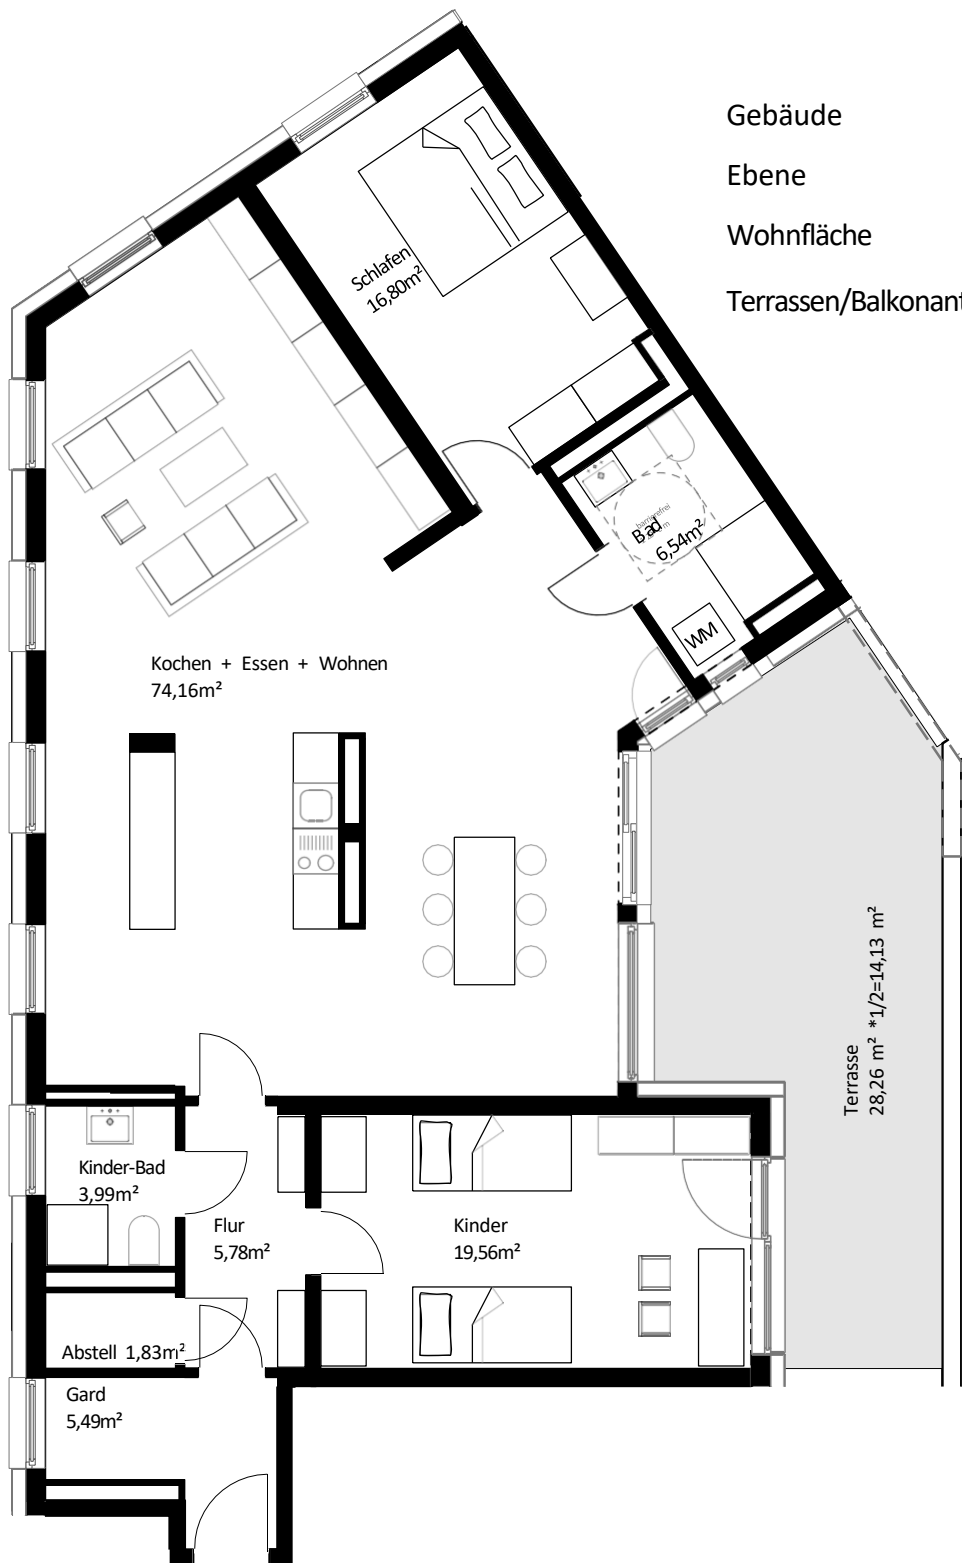 Gebäude
Ebene
Wohnfläche
Terrassen/Balkonant
Schlafen
16,80m²
barrierefrei
Bad
6,54m²
WM
Kochen + Essen + Wohnen
74,16m²
Terrasse
28,26 m² *1/2=14,13 m²
Kinder-Bad
3,99m²
Flur
5,78m²
Kinder
19,56m²
Abstell 1,83m²
Gard
5,49m²